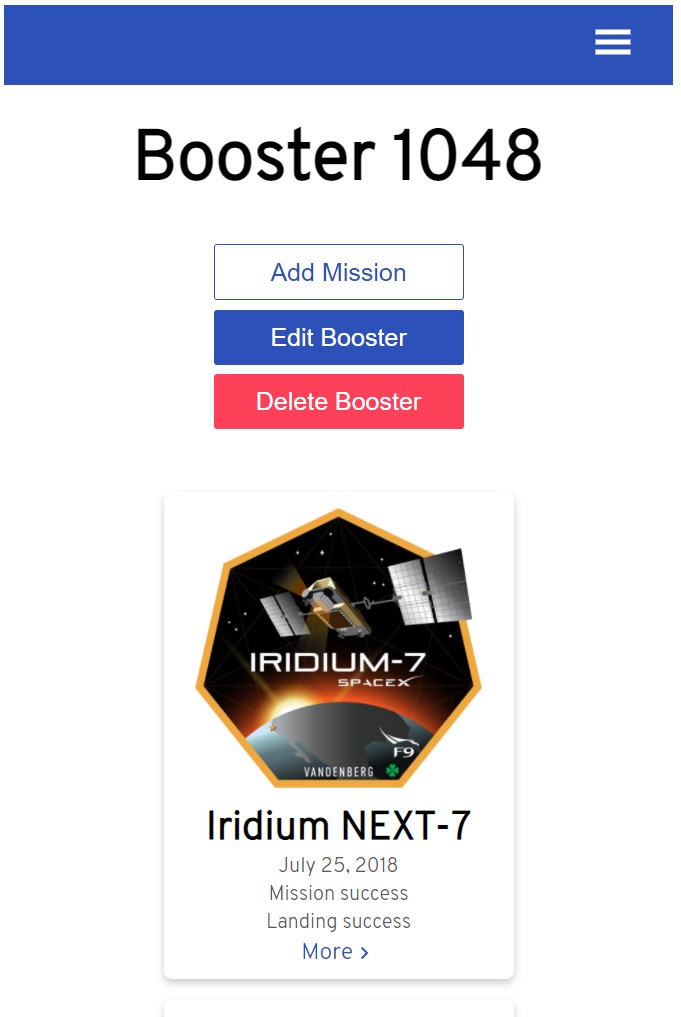 Booster 1048
Add Mission
Edit Booster
Delete Booster
IRIDIUM-7
SPACEX
F9
VANDENBERG
Iridium NEXT-7
July 25, 2018
Mission success
Landing success
More >